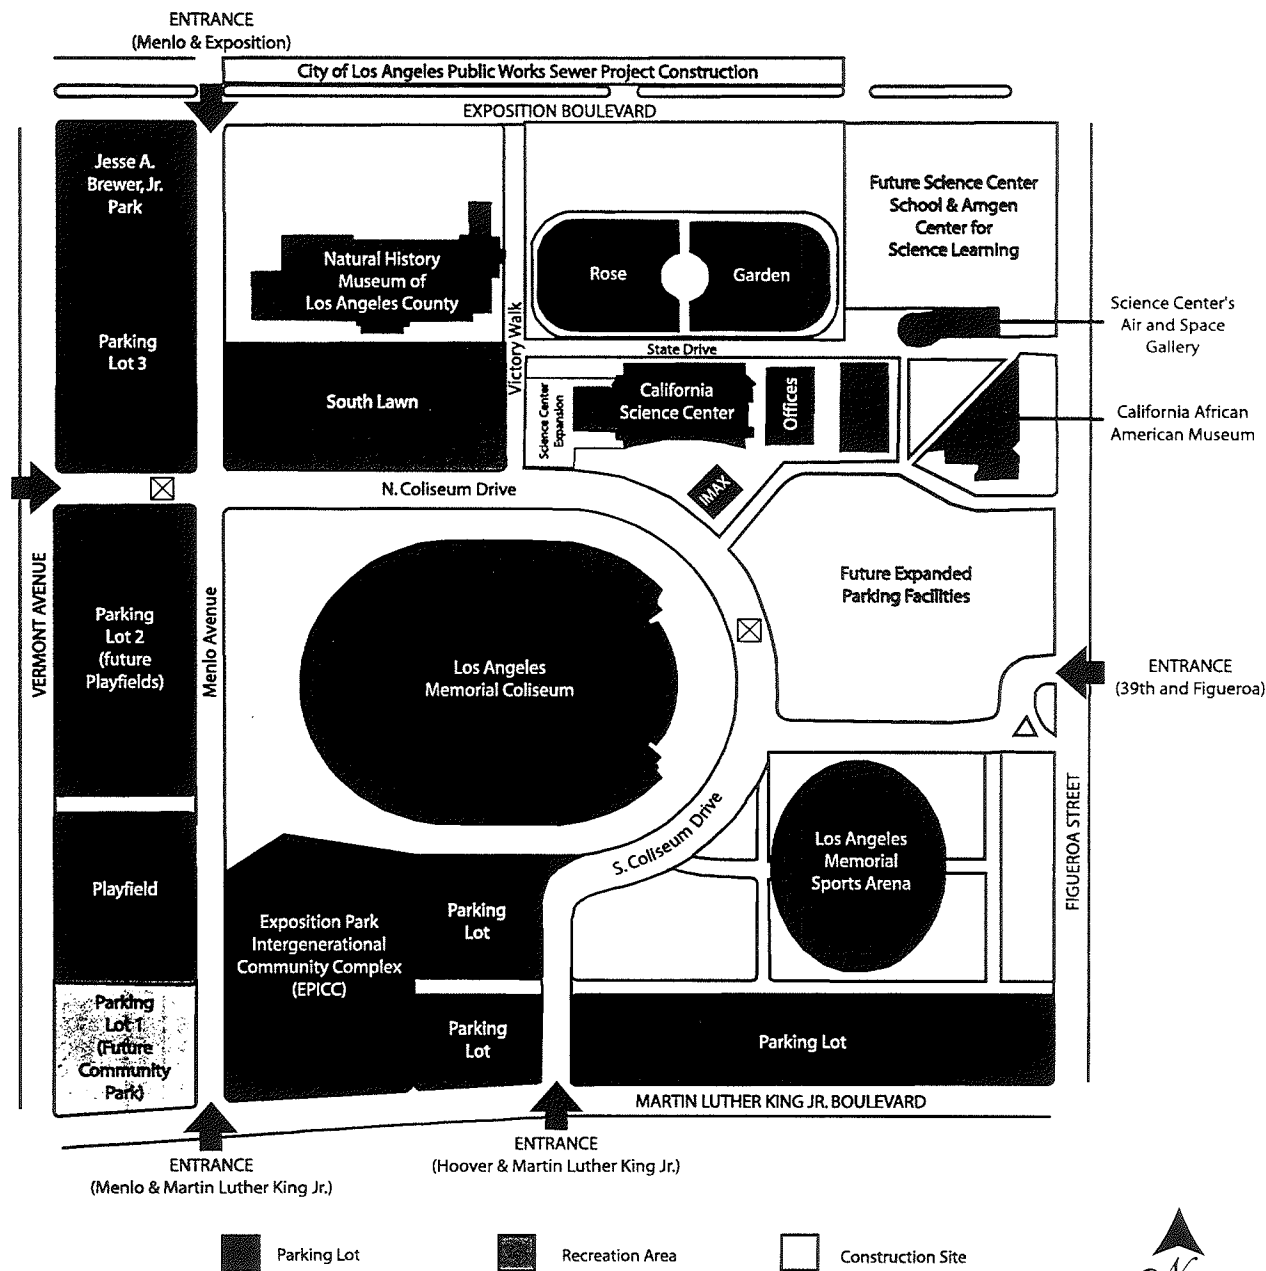 ENTRANCE
(Menlo & Exposition)
City of Los Angeles Public Works Sewer Project Construction
EXPOSITION BOULEVARD
Jesse A.
Brewer, Jr.
Park
Parking
Lot 3
Natural History
Museum of
Los Angeles County
South Lawn
Victory Walk
Rose
Garden
State Drive
Future Science Center
School & Amgen
Center for
Science Learning
Science Center's
Air and Space
Gallery
Science Center
Expansion
California
Science Center
Offices
California African
American Museum
IMAX
N. Coliseum Drive
VERMONT AVENUE
Parking
Lot 2
(future
Playfields)
Menlo Avenue
Los Angeles
Memorial Coliseum
Future Expanded
Parking Facilities
ENTRANCE
(39th and Figueroa)
S. Coliseum Drive
Los Angeles
Memorial
Sports Arena
FIGUEROA STREET
Playfield
Exposition Park
Intergenerational
Community Complex
(EPICC)
Parking
Lot
Parking
Lot
Parking Lot
Parking
Lot 1
(Future
Community
Park)
MARTIN LUTHER KING JR. BOULEVARD
ENTRANCE
(Hoover & Martin Luther King Jr.)
ENTRANCE
(Menlo & Martin Luther King Jr.)
Parking Lot
Recreation Area
Construction Site
N